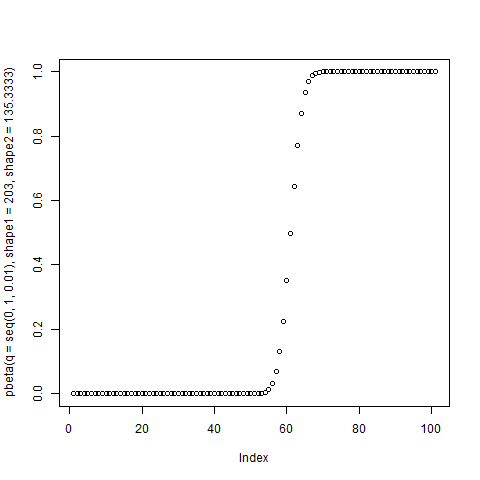 pbeta(q = seq(0, 1, 0.01), shape1 = 203, shape2 = 135.3333)
1.0
0.8
0.6
0.4
0.2
0.0
0 20 40 60 80 100
Index